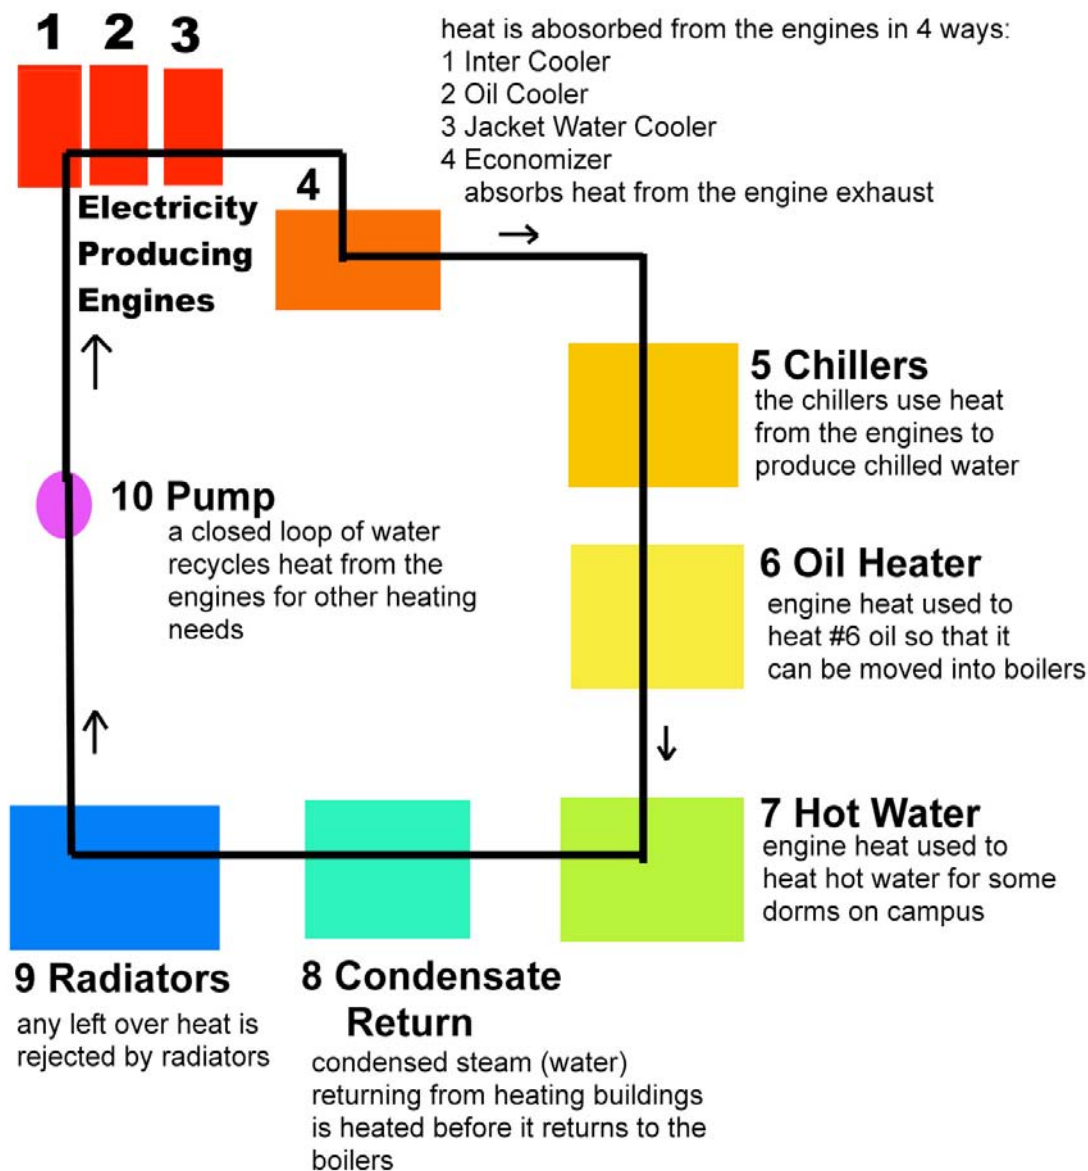 1 2 3
heat is abosorbed from the engines in 4 ways:
1 Inter Cooler
2 Oil Cooler
3 Jacket Water Cooler
4 Economizer
absorbs heat from the engine exhaust
4
Electricity
Producing
Engines
5 Chillers
the chillers use heat
from the engines to
produce chilled water
10 Pump
a closed loop of water
recycles heat from the
engines for other heating
needs
6 Oil Heater
engine heat used to
heat #6 oil so that it
can be moved into boilers
7 Hot Water
engine heat used to
heat hot water for some
dorms on campus
9 Radiators
any left over heat is
rejected by radiators
8 Condensate
Return
condensed steam (water)
returning from heating buildings
is heated before it returns to the
boilers